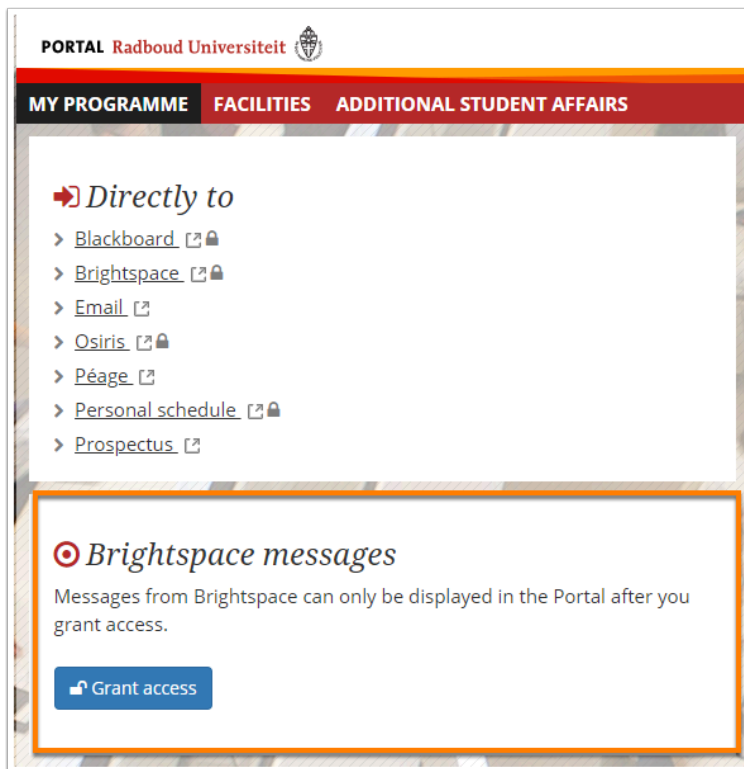 PORTAL Radboud Universiteit
MY PROGRAMME FACILITIES ADDITIONAL STUDENT AFFAIRS
Directly to
Blackboard
Brightspace
Email
Osiris
Péage
Personal schedule
Prospectus
Brightspace messages
Messages from Brightspace can only be displayed in the Portal after you
grant access.
Grant access